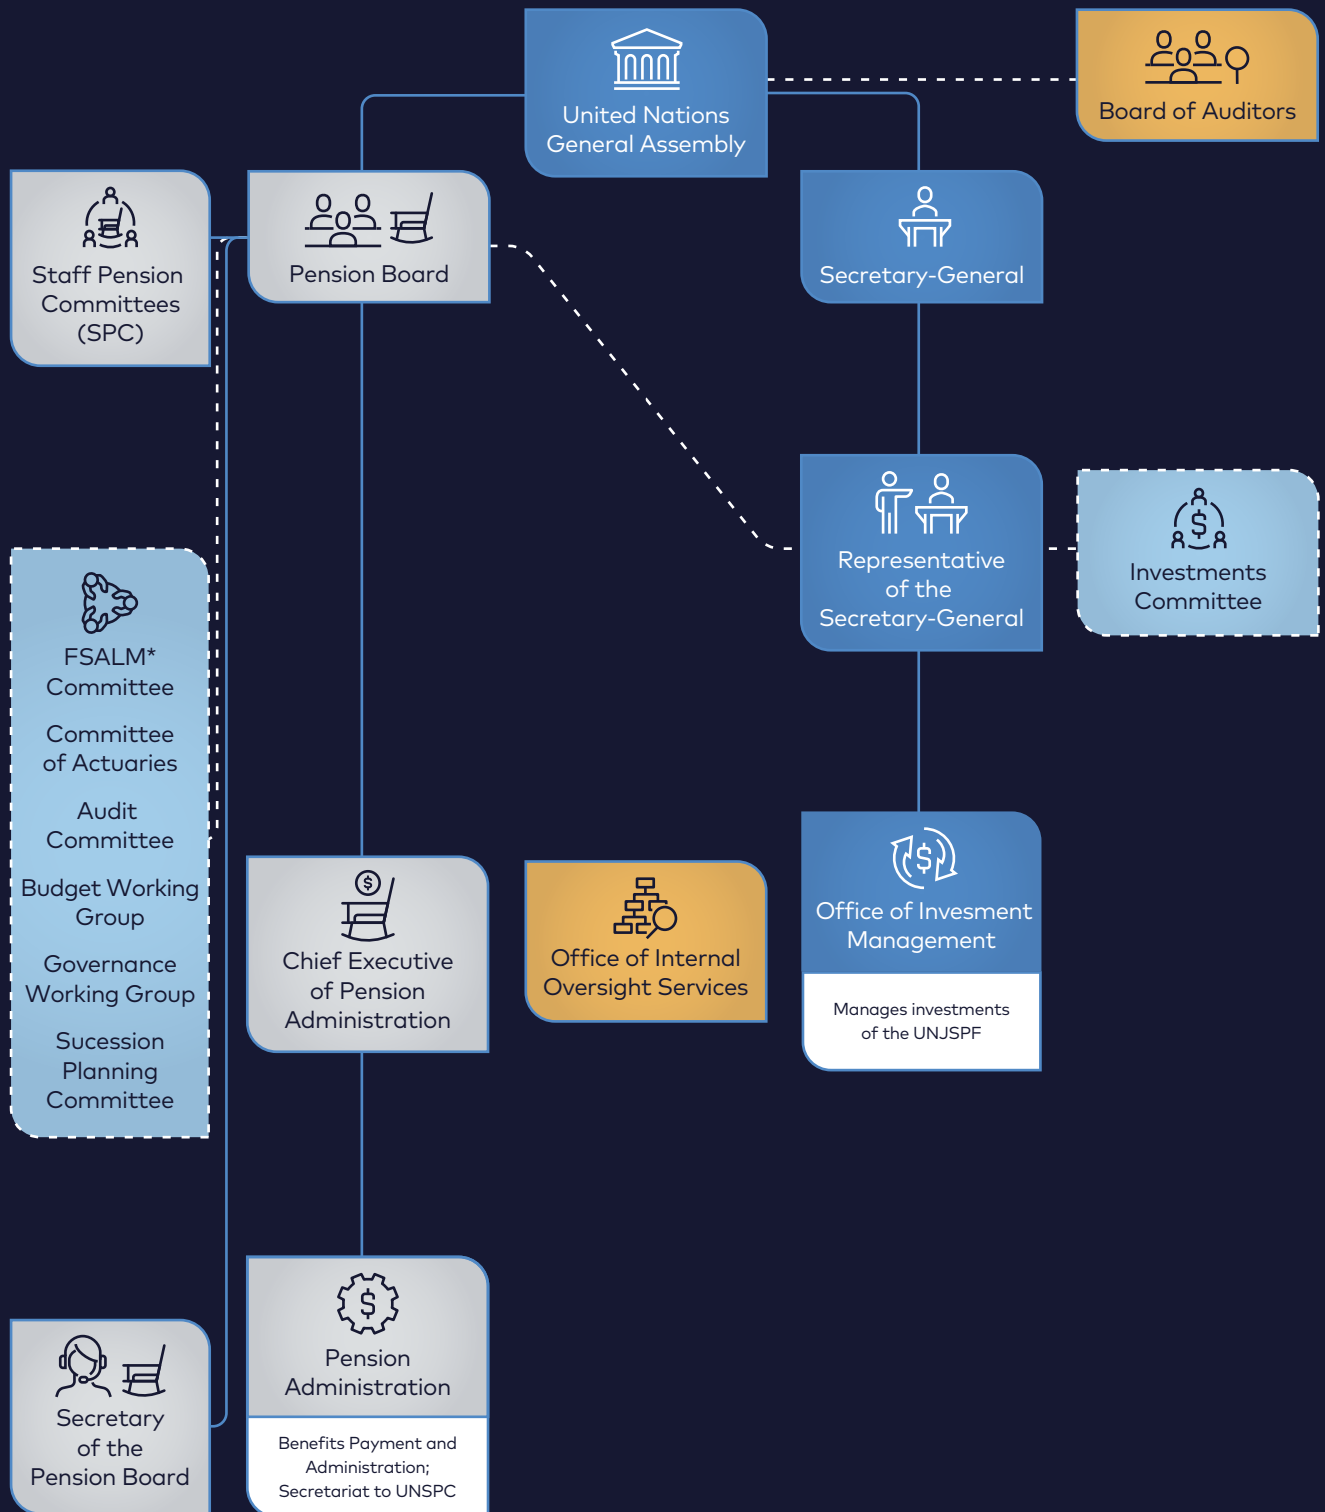 United Nations
General Assembly
Board of Auditors
Staff Pension
Committees
(SPC)
Pension Board
Secretary-General
Representative
of the
Secretary-General
Investments
Committee
FSALM*
Committee
Committee
of Actuaries
Audit
Committee
Budget Working
Group
Governance
Working Group
Sucession
Planning
Committee
Chief Executive
of Pension
Administration
Office of Internal
Oversight Services
Office of Invesment
Management
Manages investments
of the UNJSPF
Secretary
of the
Pension Board
Pension
Administration
Benefits Payment and
Administration;
Secretariat to UNSPC